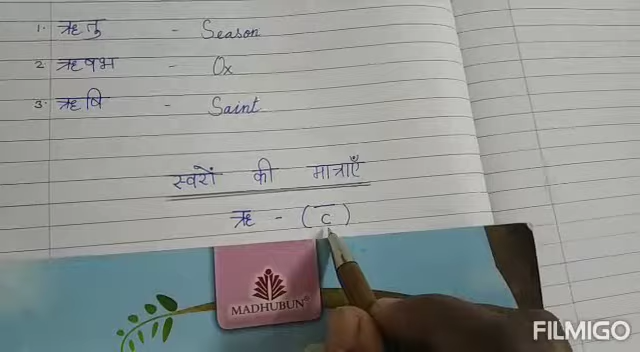 1. ऋतु - Season
2 ऋषभ - Ox
3. ऋषि - Saint
स्वरों की मात्राएँ
ऋ - ( ृ )
MADHUBUN
FILMIGO